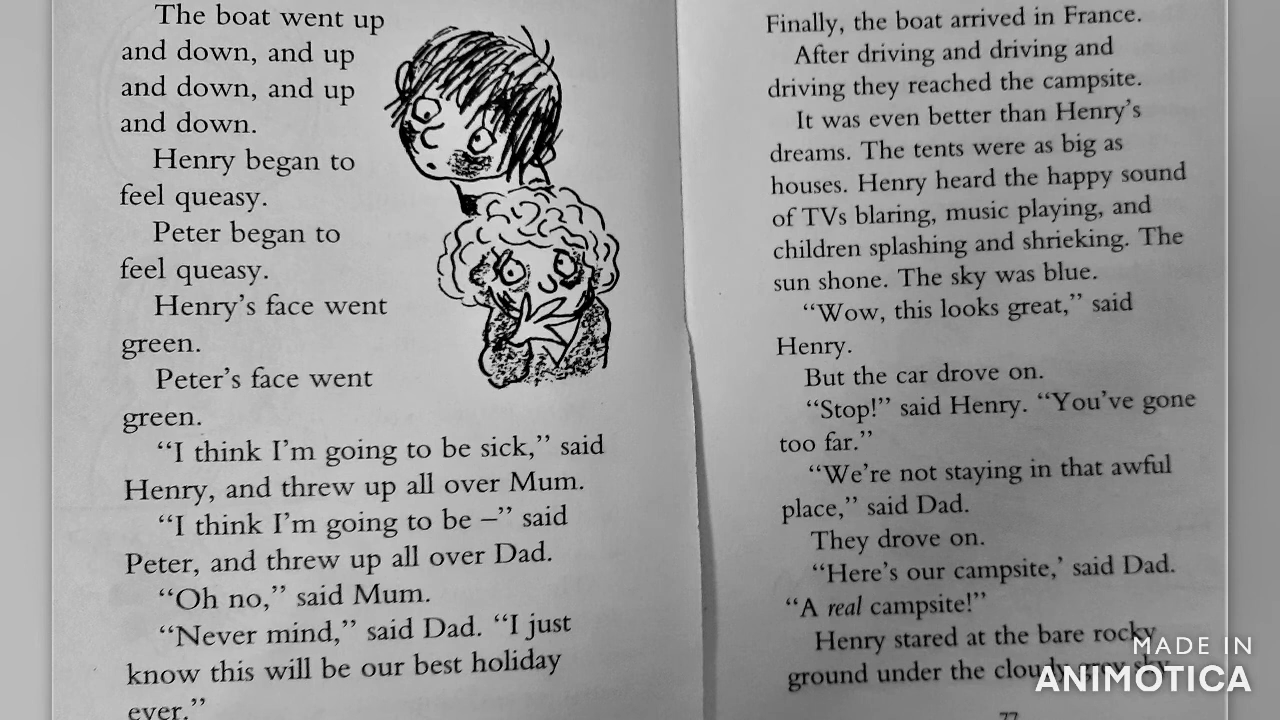 The boat went up
and down, and up
and down, and up
and down.
Henry began to
feel queasy.
Peter began to
feel queasy.
Henry's face went
green.
Peter's face went
green.
“I think I'm going to be sick,” said
Henry, and threw up all over Mum.
“I think I'm going to be –” said
Peter, and threw up all over Dad.
“Oh no,” said Mum.
“Never mind,” said Dad. “I just
know this will be our best holiday
ever.”
Finally, the boat arrived in France.
After driving and driving and
driving they reached the campsite.
It was even better than Henry's
dreams. The tents were as big as
houses. Henry heard the happy sound
of TVs blaring, music playing, and
children splashing and shrieking. The
sun shone. The sky was blue.
“Wow, this looks great,” said
Henry.
But the car drove on.
“Stop!” said Henry. “You've gone
too far.”
“We're not staying in that awful
place,” said Dad.
They drove on.
“Here's our campsite,’ said Dad.
“A real campsite!”
Henry stared at the bare rocky
ground under the cloudy grey sky.
77
MADE IN
ANIMOTICA